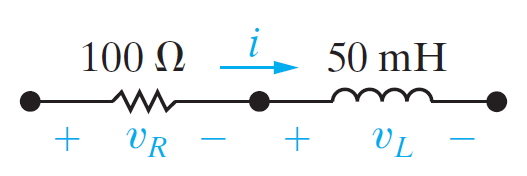 100 Ω i 50 mH
+ v_R − + v_L −